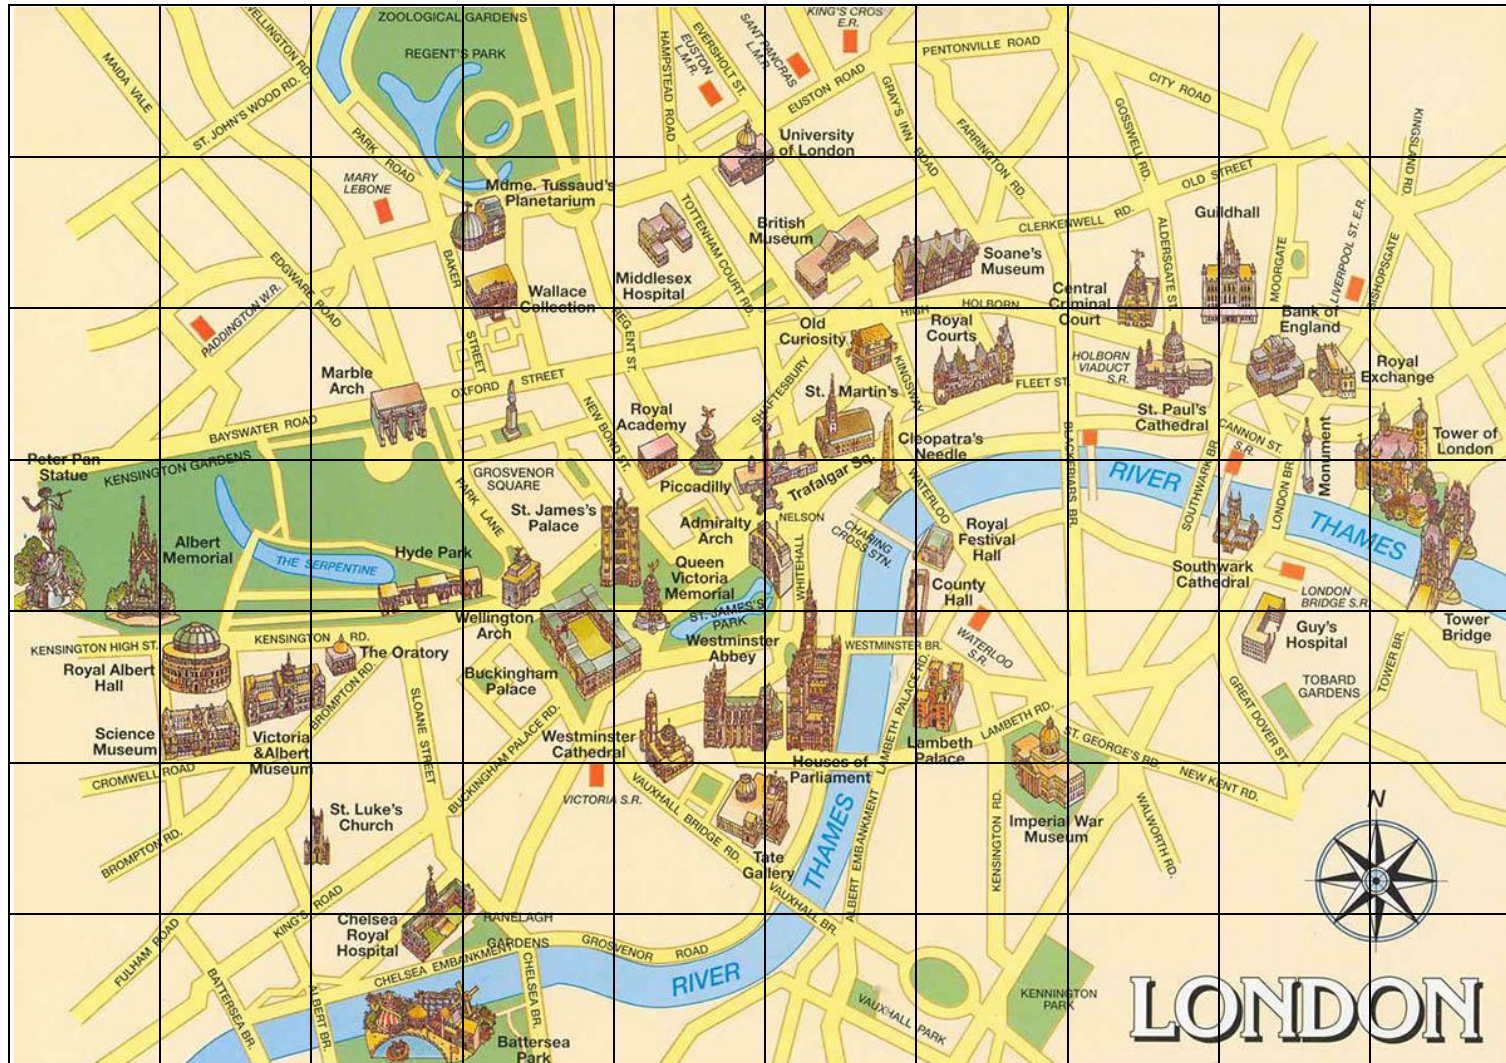 ZOOLOGICAL GARDENS
REGENT'S PARK
WELLINGTON RD.
MAIDA VALE
ST. JOHN'S WOOD RD.
PARK ROAD
HAMPSTEAD ROAD
EVERSHOLT ST.
EUSTON
L.M.R.
SANT PANCRAS
L.M.R.
KING'S CROS
E.R.
EUSTON ROAD
PENTONVILLE ROAD
GRAY'S INN ROAD
FARRINGTON RD.
GOSSWELL RD.
CITY ROAD
KINGSLAND RD.
University
of London
MARY
LEBONE
Mdme. Tussaud's
Planetarium
TOTTENHAM COURT RD.
British
Museum
Middlesex
Hospital
Soane's
Museum
CLERKENWELL RD.
OLD STREET
ALDERSGATE ST.
Guildhall
MOORGATE
LIVERPOOL ST. E.R.
BISHOPSGATE
EDGWARE ROAD
PADDINGTON W.R.
BAKER
STREET
Wallace
Collection
REGENT ST.
HIGH HOLBORN
Central
Criminal
Court
Bank of
England
Old
Curiosity
Royal
Courts
HOLBORN
VIADUCT
S.R.
Royal
Exchange
Marble
Arch
OXFORD STREET
SHAFTESBURY
KINGSWAY
FLEET ST.
St. Martin's
St. Paul's
Cathedral
NEW BOND ST.
Royal
Academy
BAYSWATER ROAD
Cleopatra's
Needle
BLACKFRIARS BR.
CANNON ST.
S.R.
Monument
Tower of
London
Peter Pan
Statue
KENSINGTON GARDENS
GROSVENOR
SQUARE
PARK LANE
Piccadilly
Trafalgar Sq.
WATERLOO
RIVER
SOUTHWARK BR.
LONDON BR.
THAMES
St. James's
Palace
Admiralty
Arch
NELSON
CHARING
CROSS STN.
Royal
Festival
Hall
Albert
Memorial
THE SERPENTINE
Hyde Park
Queen
Victoria
Memorial
WHITEHALL
County
Hall
Southwark
Cathedral
LONDON
BRIDGE S.R.
Tower
Bridge
Wellington
Arch
ST. JAMES'S
PARK
KENSINGTON HIGH ST.
KENSINGTON RD.
The Oratory
Westminster
Abbey
WESTMINSTER BR.
WATERLOO
S.R.
Guy's
Hospital
TOWER BR.
Royal Albert
Hall
Buckingham
Palace
BROMPTON RD.
SLOANE STREET
LAMBETH PALACE RD.
TOBARD
GARDENS
GREAT DOVER ST.
Science
Museum
Victoria
&Albert
Museum
BUCKINGHAM PALACE RD.
Westminster
Cathedral
Lambeth
Palace
LAMBETH RD.
ST. GEORGE'S RD.
NEW KENT RD.
CROMWELL ROAD
Houses of
Parliament
VICTORIA S.R.
VAUXHALL BRIDGE RD.
THAMES
ALBERT EMBANKMENT
KENSINGTON RD.
Imperial War
Museum
WALWORTH RD.
N
St. Luke's
Church
BROMPTON RD.
Tate
Gallery
VAUXHALL BR.
KING'S ROAD
FULHAM ROAD
Chelsea
Royal
Hospital
RANELAGH
GARDENS
GROSVENOR ROAD
CHELSEA EMBANKMENT
BATTERSEA BR.
ALBERT BR.
CHELSEA BR.
RIVER
Battersea
Park
VAUXHALL PARK
KENNINGTON
PARK
LONDON